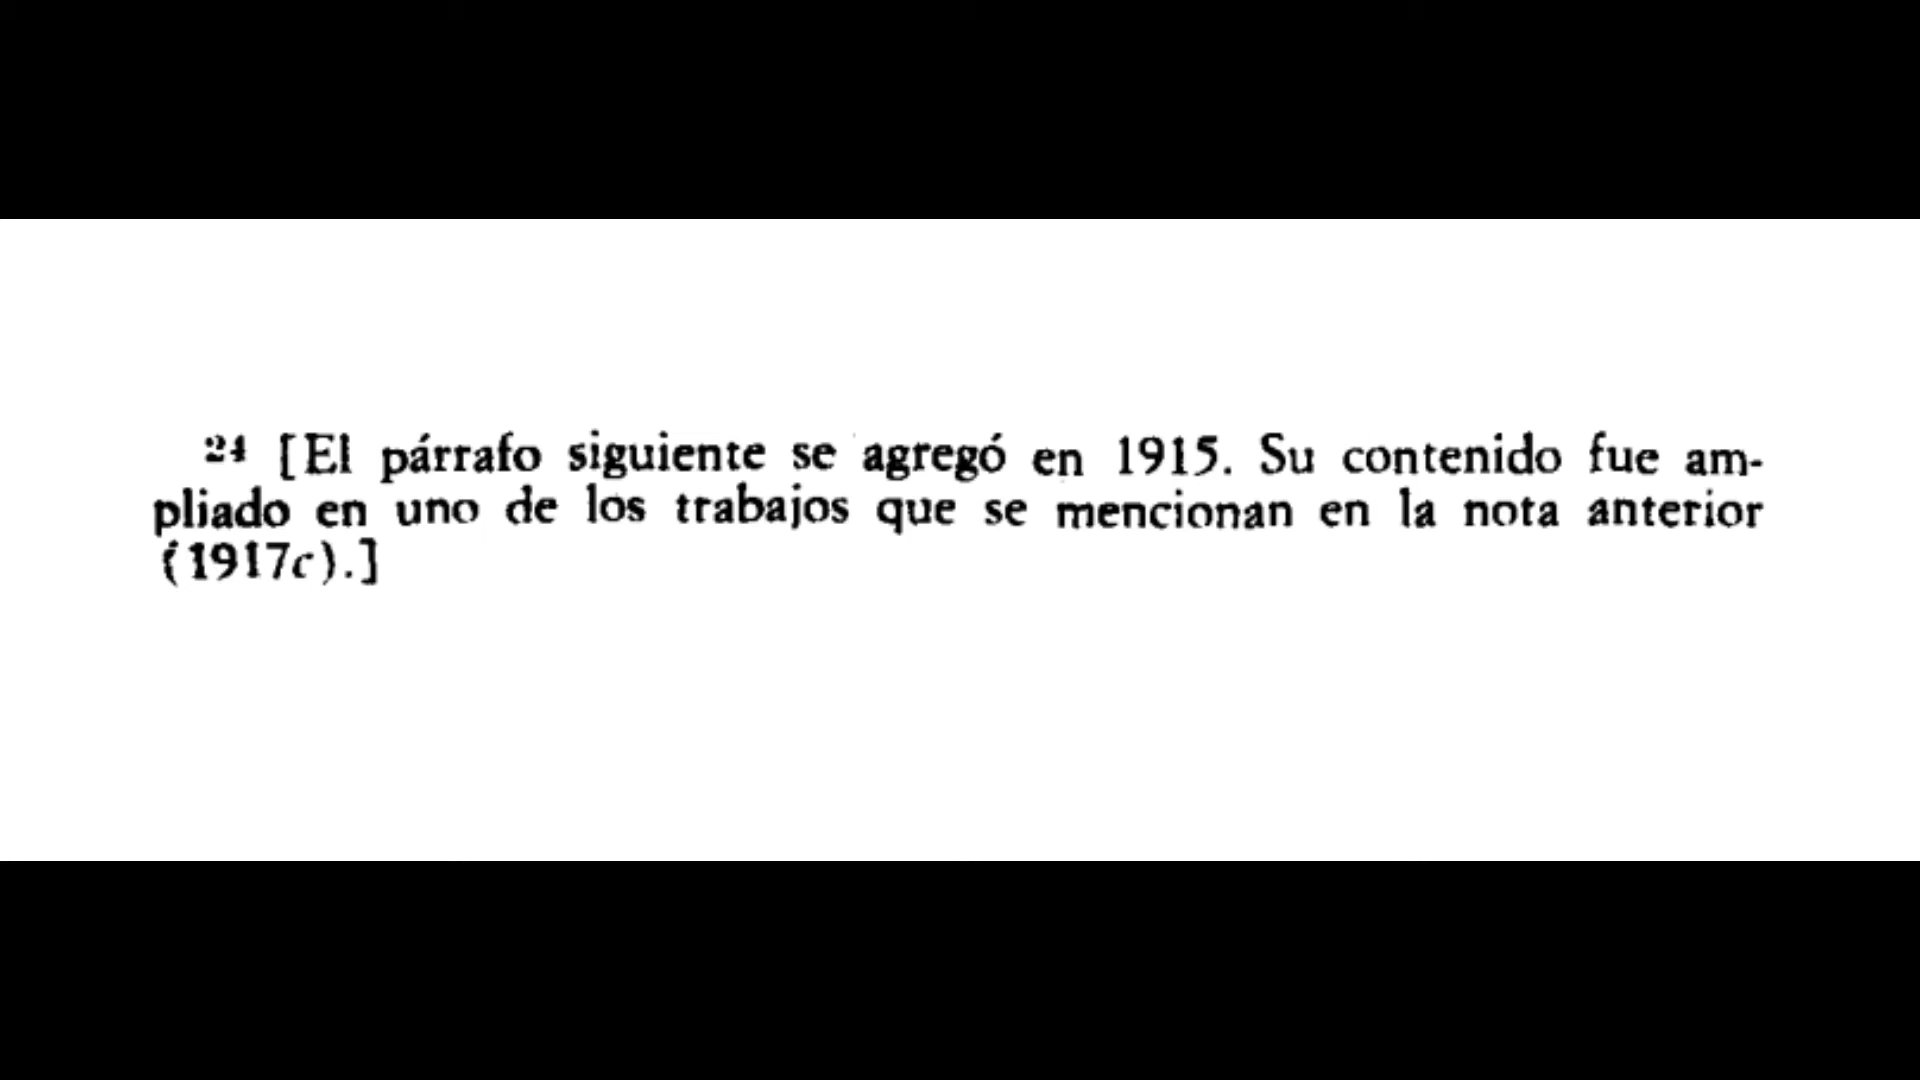 24 [El párrafo siguiente se agregó en 1915. Su contenido fue am-
pliado en uno de los trabajos que se mencionan en la nota anterior
(1917c).]